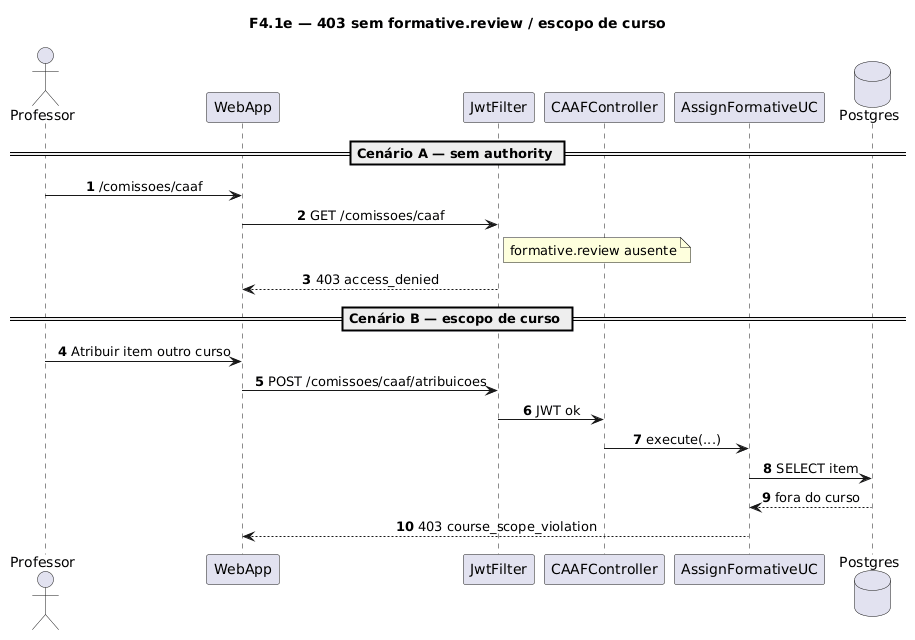 F4.1e — 403 sem formative.review / escopo de curso
Professor
WebApp
JwtFilter
CAAFController
AssignFormativeUC
Postgres
Cenário A — sem authority
1 /comissoes/caaf
2 GET /comissoes/caaf
formative.review ausente
3 403 access_denied
Cenário B — escopo de curso
4 Atribuir item outro curso
5 POST /comissoes/caaf/atribuicoes
6 JWT ok
7 execute(...)
8 SELECT item
9 fora do curso
10 403 course_scope_violation
Professor
WebApp
JwtFilter
CAAFController
AssignFormativeUC
Postgres